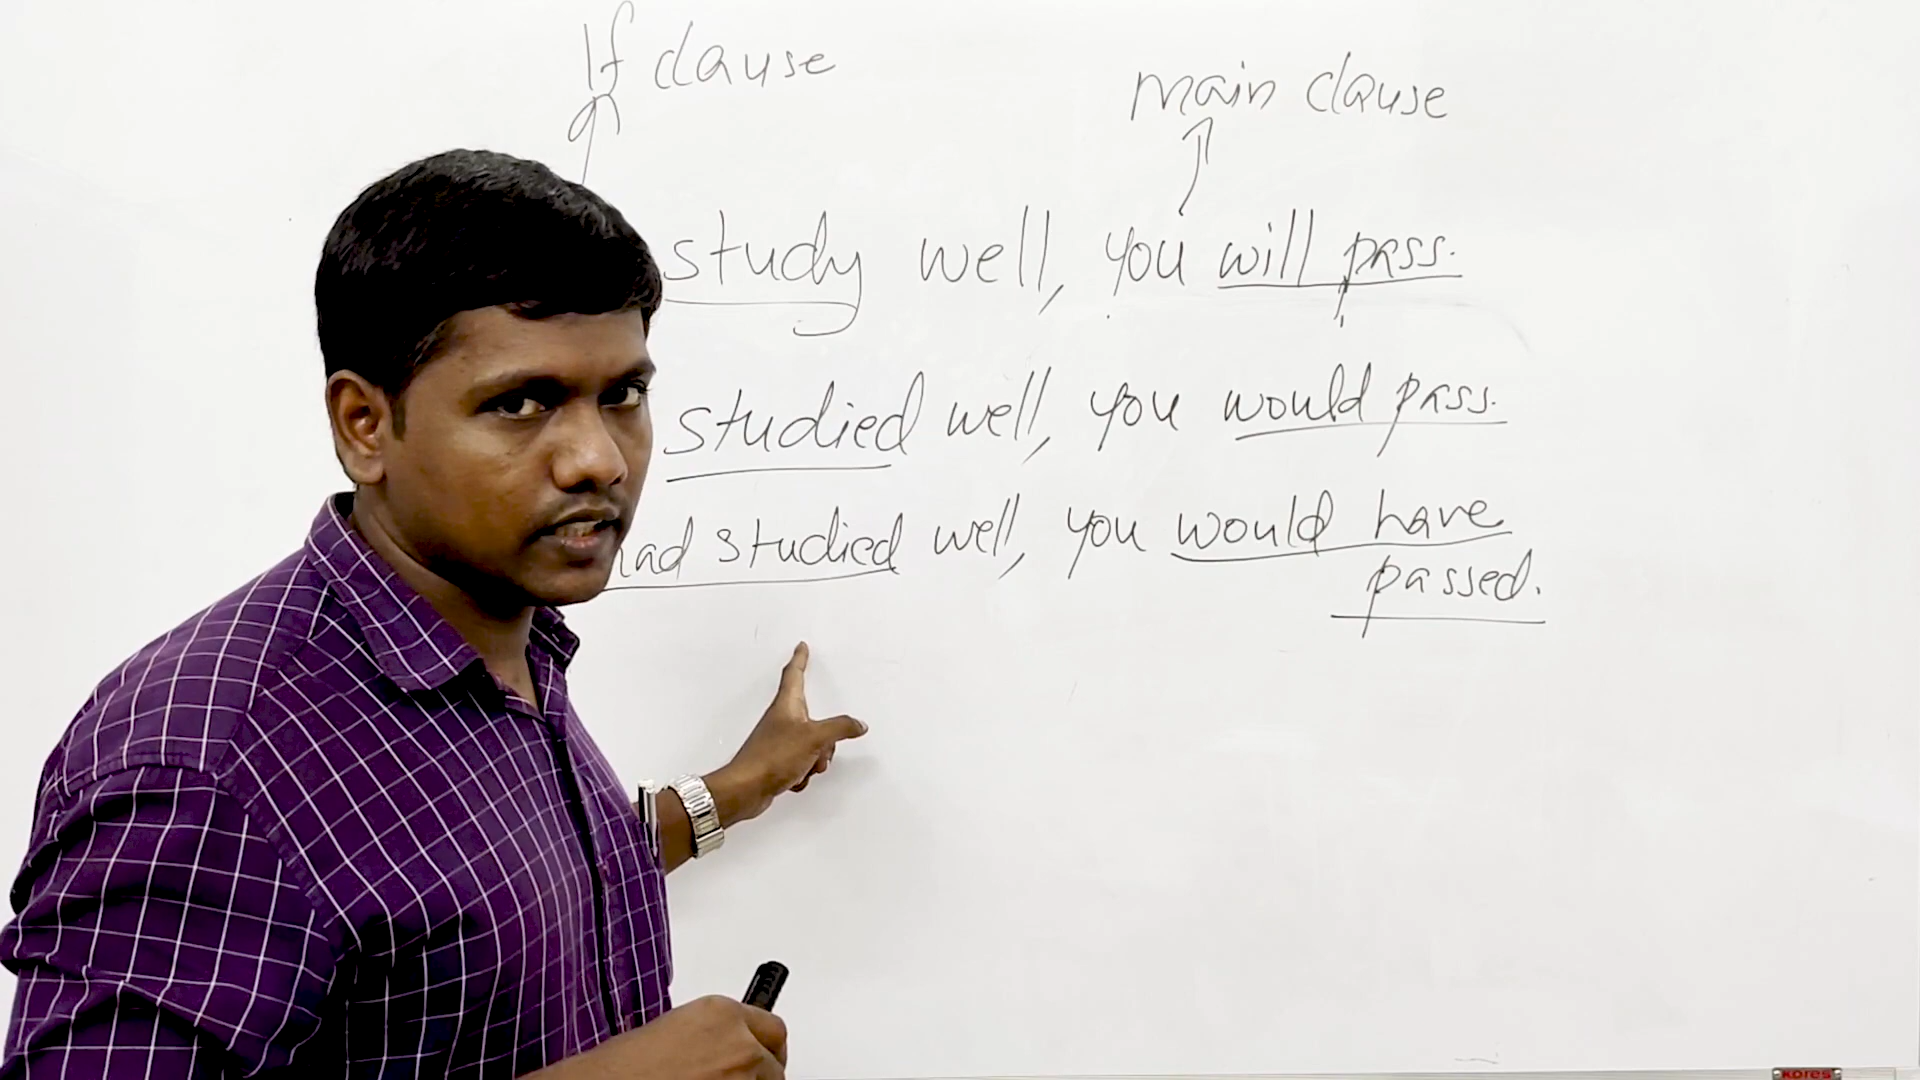 If clause
main clause
study well, you will pass.
studied well, you would pass.
had studied well, you would have
passed.
kores